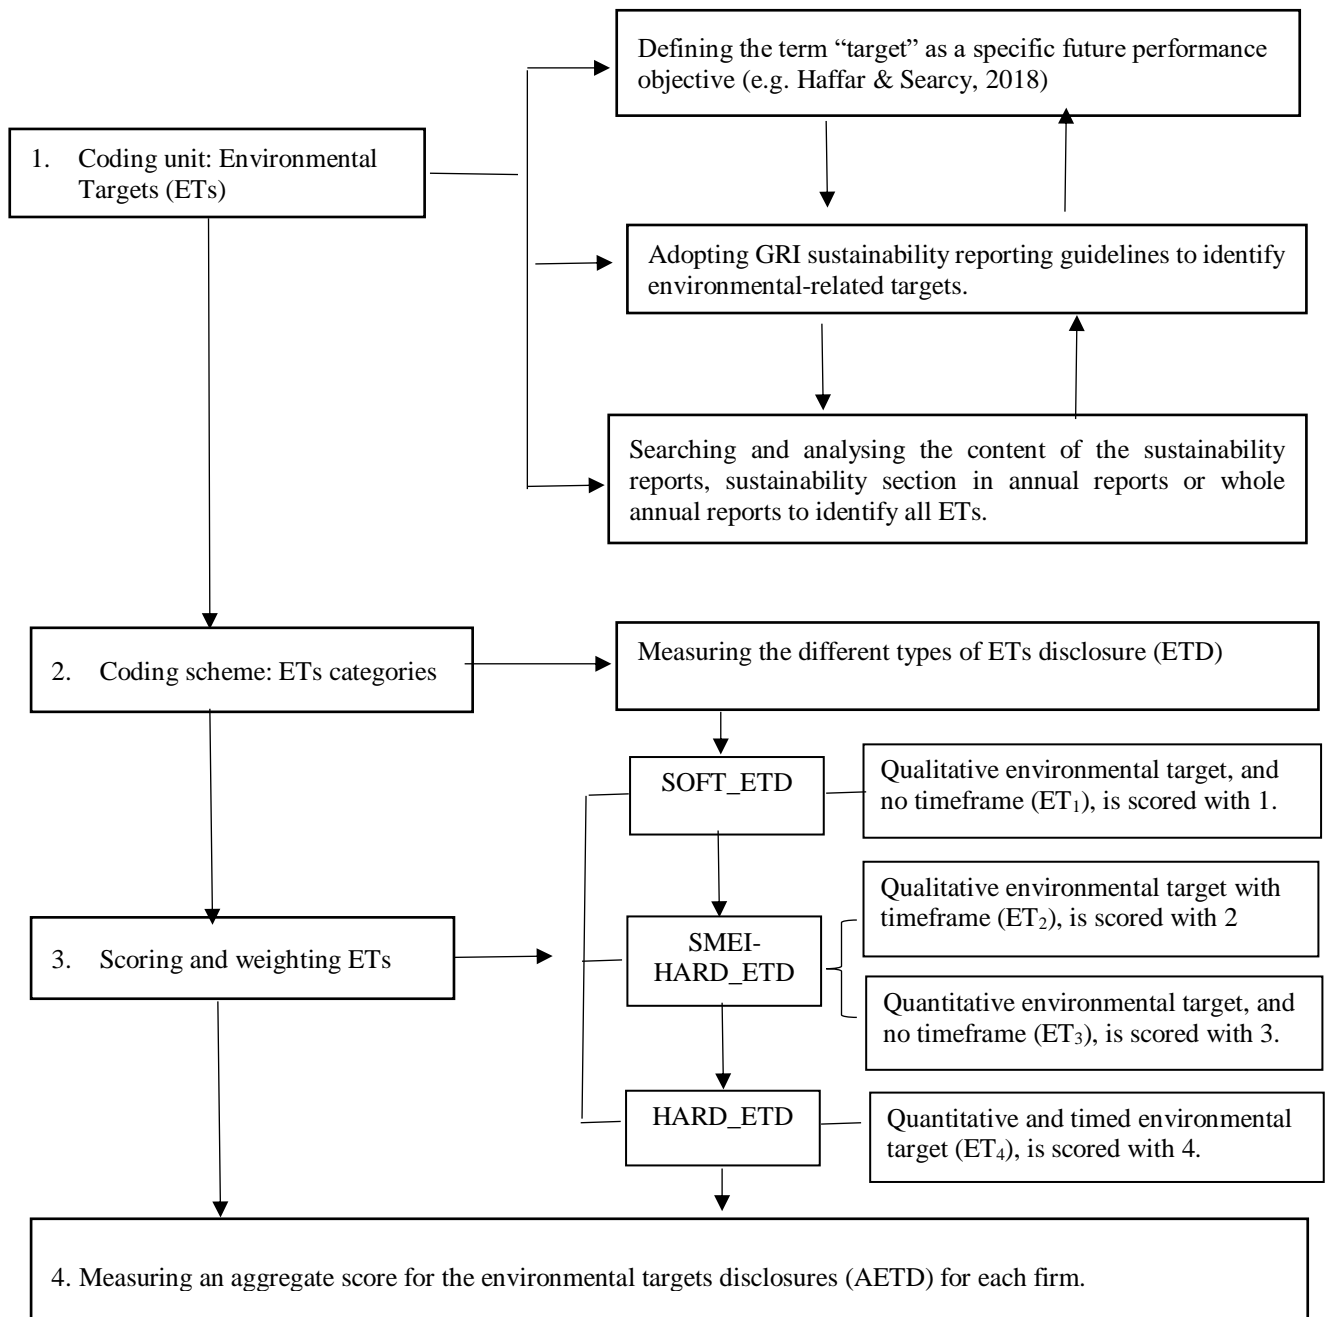 Defining the term “target” as a specific future performance
objective (e.g. Haffar & Searcy, 2018)
1. Coding unit: Environmental
Targets (ETs)
Adopting GRI sustainability reporting guidelines to identify
environmental-related targets.
Searching and analysing the content of the sustainability
reports, sustainability section in annual reports or whole
annual reports to identify all ETs.
2. Coding scheme: ETs categories
Measuring the different types of ETs disclosure (ETD)
SOFT_ETD
Qualitative environmental target, and
no timeframe (ET₁), is scored with 1.
3. Scoring and weighting ETs
SMEI-
HARD_ETD
Qualitative environmental target with
timeframe (ET₂), is scored with 2
Quantitative environmental target, and
no timeframe (ET₃), is scored with 3.
HARD_ETD
Quantitative and timed environmental
target (ET₄), is scored with 4.
4. Measuring an aggregate score for the environmental targets disclosures (AETD) for each firm.